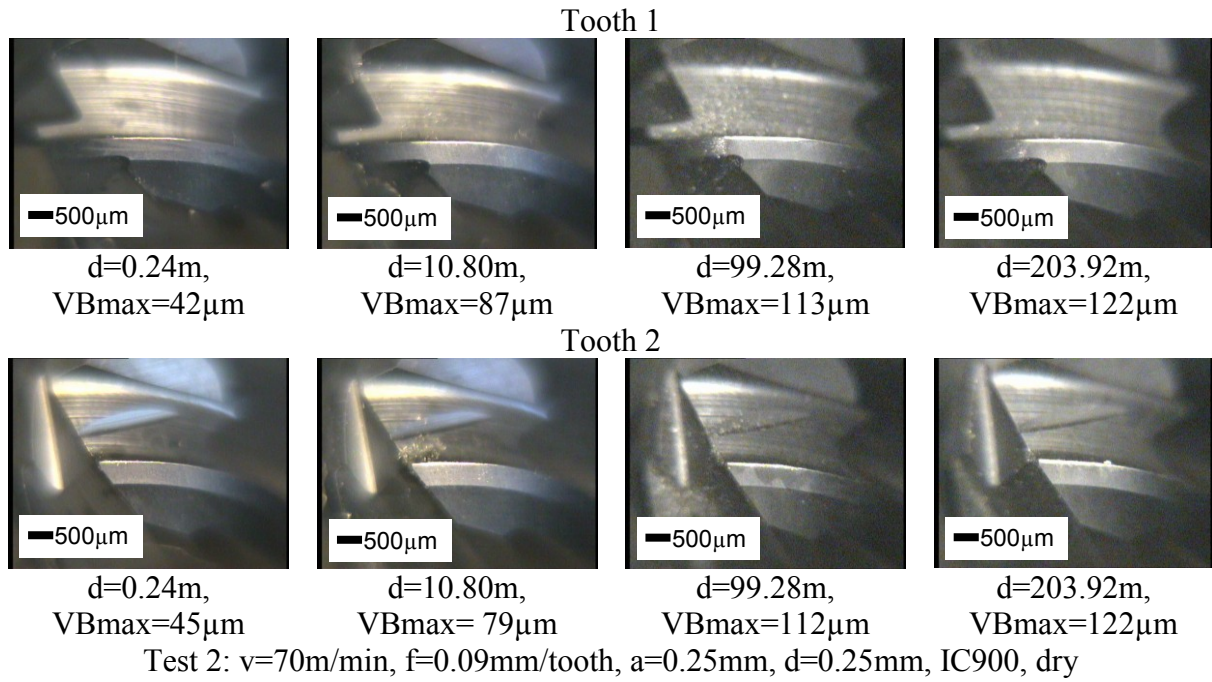 Tooth 1
500µm 500µm 500µm 500µm
d=0.24m, d=10.80m, d=99.28m, d=203.92m,
VBmax=42µm VBmax=87µm VBmax=113µm VBmax=122µm
Tooth 2
500µm 500µm 500µm 500µm
d=0.24m, d=10.80m, d=99.28m, d=203.92m,
VBmax=45µm VBmax= 79µm VBmax=112µm VBmax=122µm
Test 2: v=70m/min, f=0.09mm/tooth, a=0.25mm, d=0.25mm, IC900, dry